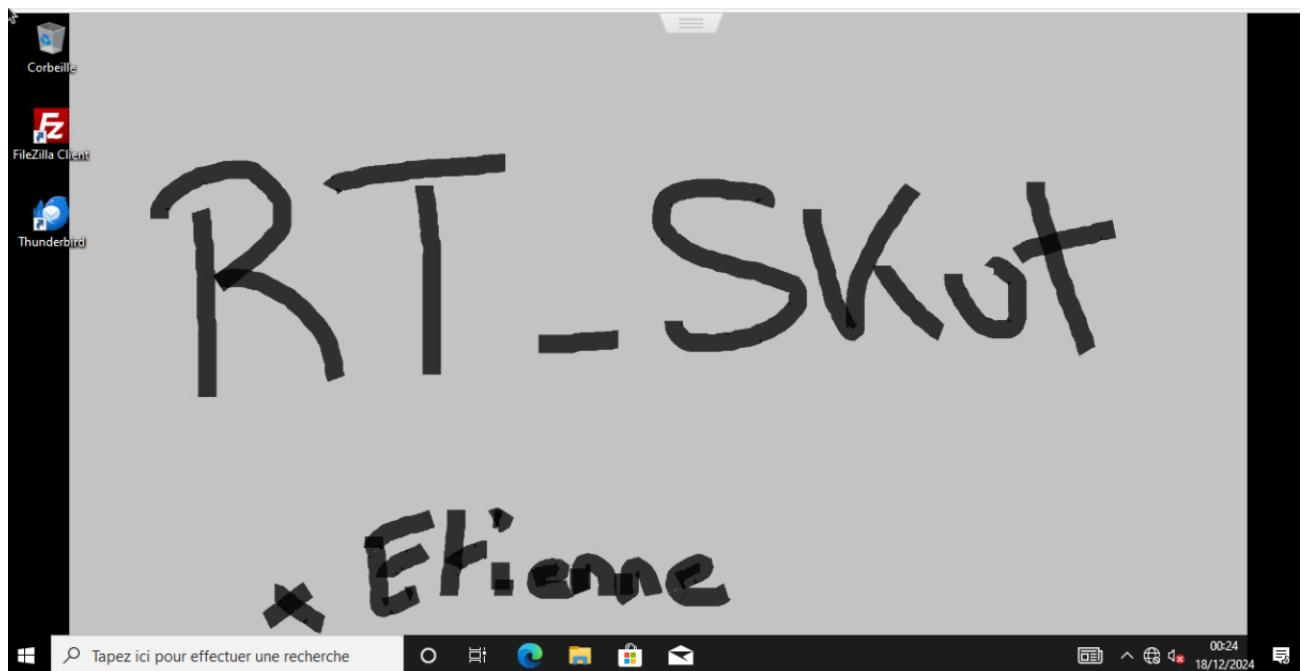 Corbeille
FileZilla Client
Thunderbird
RT_SKut
x Etienne
Tapez ici pour effectuer une recherche
00:24
18/12/2024